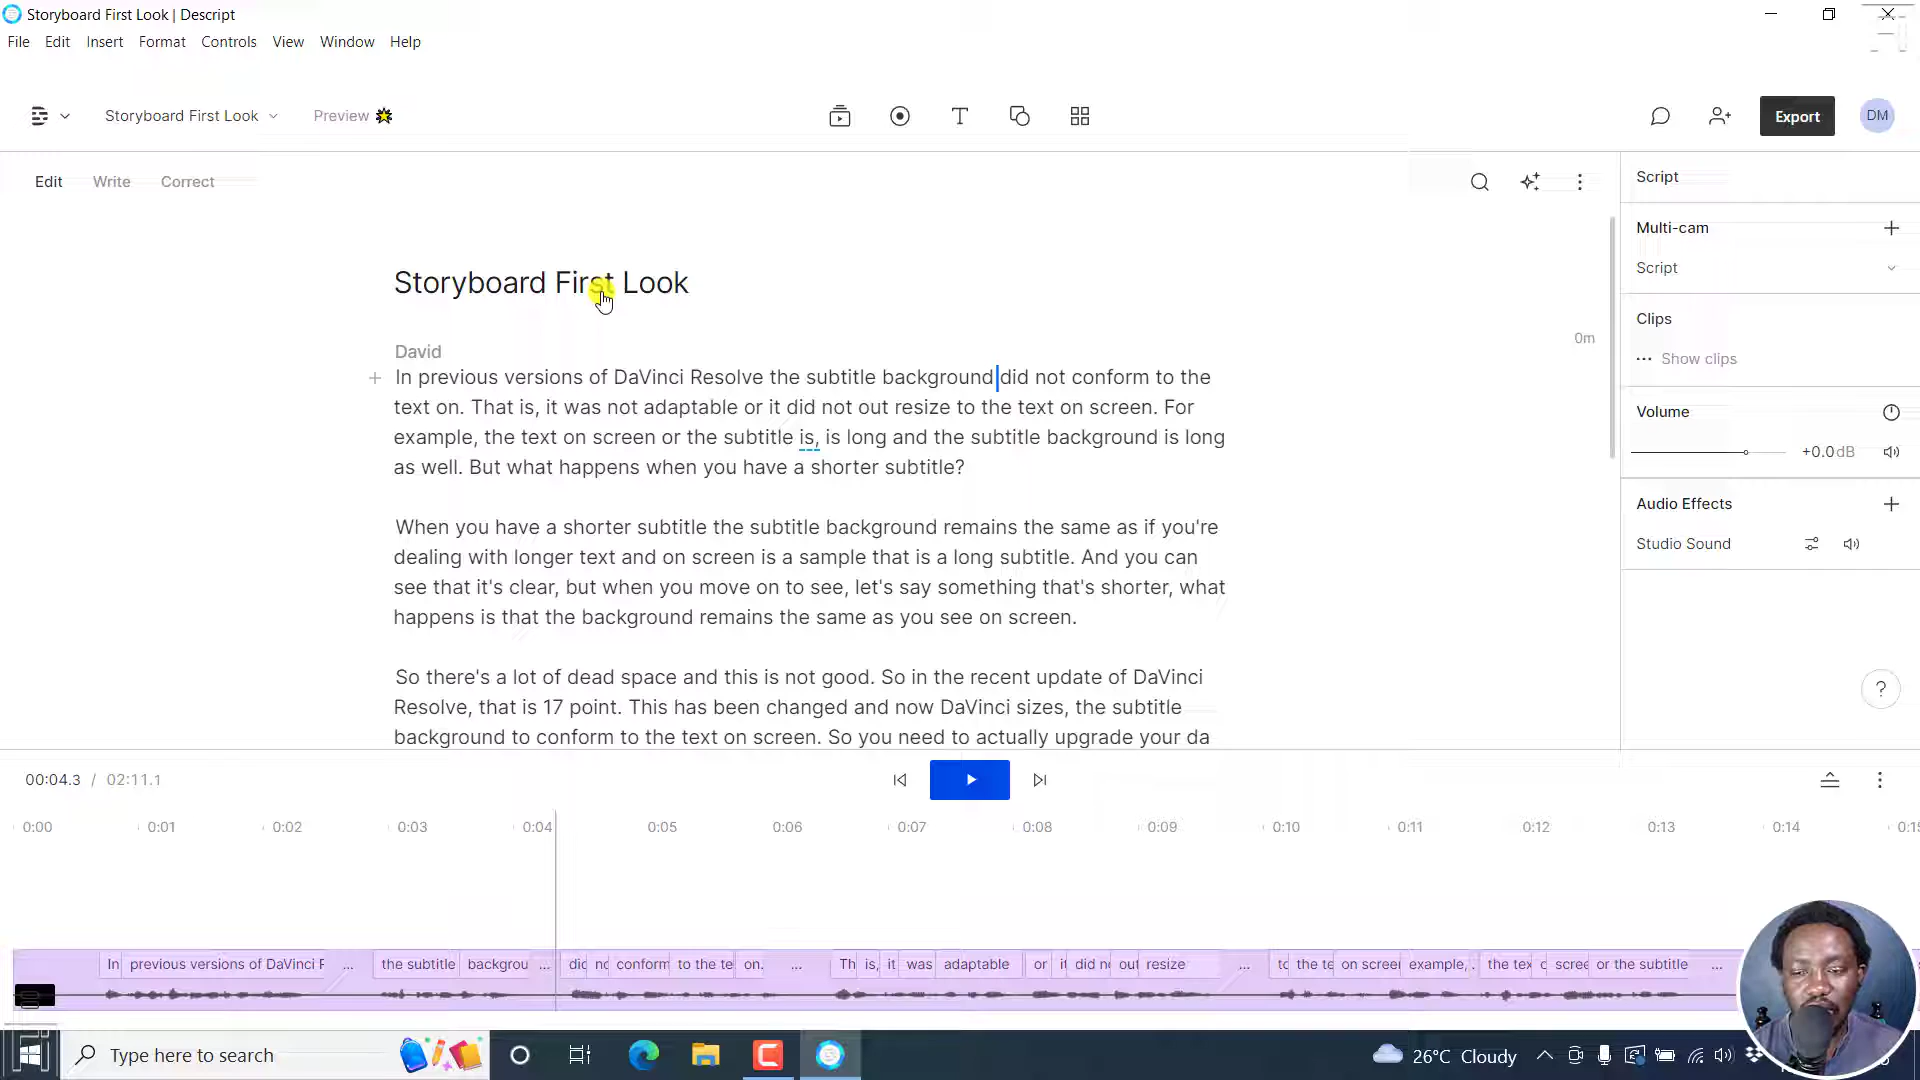 Storyboard First Look | Descript
File Edit Insert Format Controls View Window Help
Storyboard First Look
Preview
Export
DM
Edit Write Correct
Script
Multi-cam
Script
Clips
Show clips
Volume
+0.0dB
Audio Effects
Studio Sound
?
Storyboard First Look
0m
David
In previous versions of DaVinci Resolve the subtitle background did not conform to the
text on. That is, it was not adaptable or it did not out resize to the text on screen. For
example, the text on screen or the subtitle is, is long and the subtitle background is long
as well. But what happens when you have a shorter subtitle?
When you have a shorter subtitle the subtitle background remains the same as if you're
dealing with longer text and on screen is a sample that is a long subtitle. And you can
see that it's clear, but when you move on to see, let's say something that's shorter, what
happens is that the background remains the same as you see on screen.
So there's a lot of dead space and this is not good. So in the recent update of DaVinci
Resolve, that is 17 point. This has been changed and now DaVinci sizes, the subtitle
background to conform to the text on screen. So you need to actually upgrade your da
00:04.3 / 02:11.1
0:00 0:01 0:02 0:03 0:04 0:05 0:06 0:07 0:08 0:09 0:10 0:11 0:12 0:13 0:14 0:15
In previous versions of DaVinci F ... the subtitle backgrou ... dic nc conform to the te on. ... Th is, it was adaptable or it did no out resize ... to the te on screen example, the tex c scree or the subtitle ...
Type here to search
26°C Cloudy